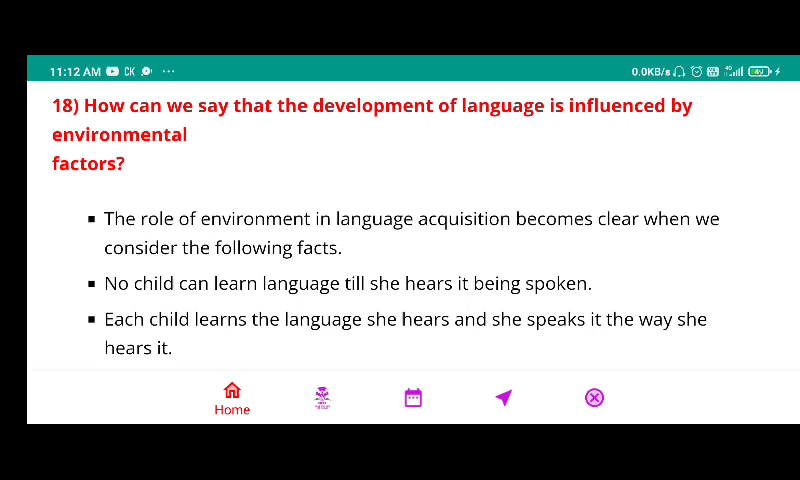 11:12 AM CK ...
0.0KB/s 4G 49
18) How can we say that the development of language is influenced by
environmental
factors?
▪ The role of environment in language acquisition becomes clear when we
consider the following facts.
▪ No child can learn language till she hears it being spoken.
▪ Each child learns the language she hears and she speaks it the way she
hears it.
Home